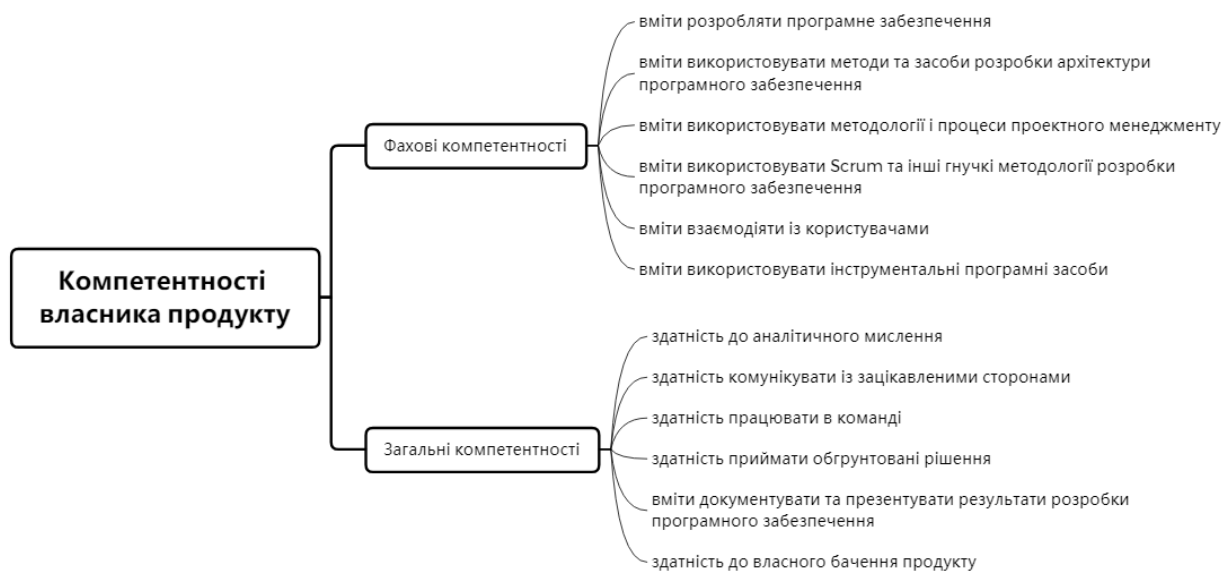 Компетентності
власника продукту
Фахові компетентності
вміти розробляти програмне забезпечення
вміти використовувати методи та засоби розробки архітектури
програмного забезпечення
вміти використовувати методології і процеси проектного менеджменту
вміти використовувати Scrum та інші гнучкі методології розробки
програмного забезпечення
вміти взаємодіяти із користувачами
вміти використовувати інструментальні програмні засоби
Загальні компетентності
здатність до аналітичного мислення
здатність комунікувати із зацікавленими сторонами
здатність працювати в команді
здатність приймати обгрунтовані рішення
вміти документувати та презентувати результати розробки
програмного забезпечення
здатність до власного бачення продукту